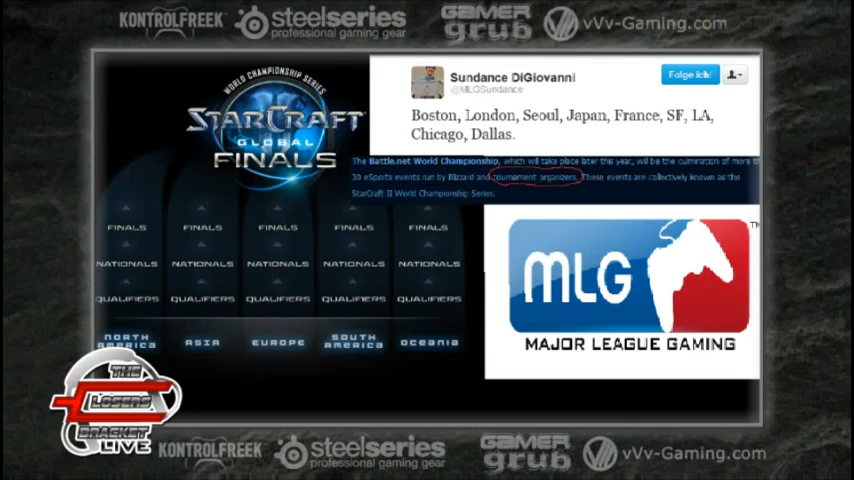 KONTROLFREEK steelseries professional gaming gear GAMER grub vVv-Gaming.com
WORLD CHAMPIONSHIP SERIES
STARCRAFT II
GLOBAL
FINALS
Sundance DiGiovanni
@MLGSundance
Folge ich!
Boston, London, Seoul, Japan, France, SF, LA,
Chicago, Dallas.
The Battle.net World Championship, which will take place later this year, will be the culmination of more th
30 eSports events run by Blizzard and tournament organizers. These events are collectively known as the
StarCraft II World Championship Series.
FINALS FINALS FINALS FINALS FINALS
NATIONALS NATIONALS NATIONALS NATIONALS NATIONALS
QUALIFIERS QUALIFIERS QUALIFIERS QUALIFIERS QUALIFIERS
NORTH AMERICA ASIA EUROPE SOUTH AMERICA OCEANIA
MLG
TM
MAJOR LEAGUE GAMING
THE
LOSERS
BRACKET
LIVE
KONTROLFREEK steelseries professional gaming gear GAMER grub vVv-Gaming.com